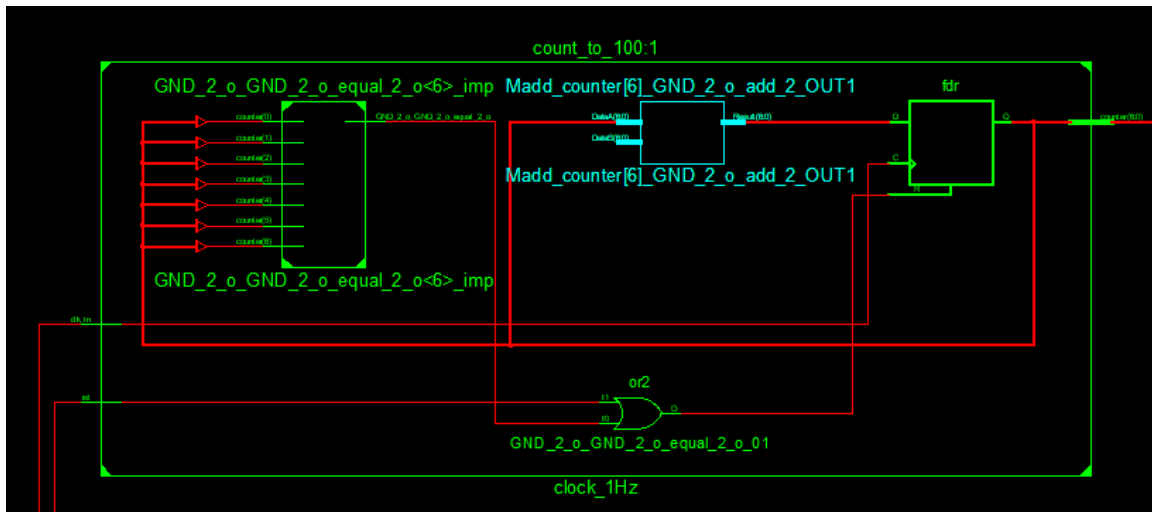 count_to_100:1
GND_2_o_GND_2_o_equal_2_o<6>_imp
Madd_counter[6]_GND_2_o_add_2_OUT1
fdr
counter(0)
counter(1)
counter(2)
counter(3)
counter(4)
counter(5)
counter(6)
GND_2_o_GND_2_o_equal_2_o
DataA(6:0)
DataB(6:0)
Result(6:0)
D
Q
C
R
counter(6:0)
Madd_counter[6]_GND_2_o_add_2_OUT1
GND_2_o_GND_2_o_equal_2_o<6>_imp
clk_in
or2
I1
I0
O
GND_2_o_GND_2_o_equal_2_o_01
clock_1Hz